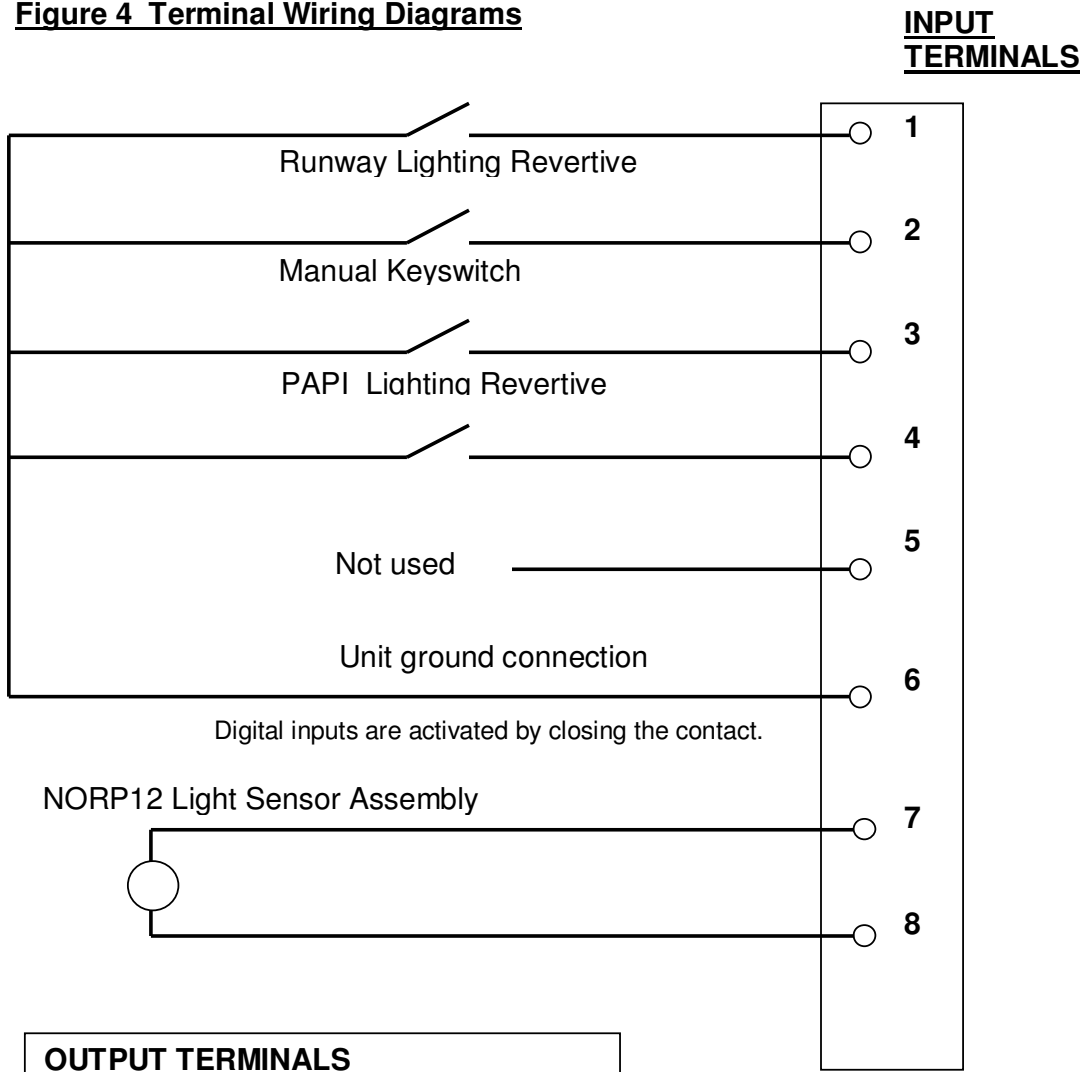 Figure 4 Terminal Wiring Diagrams
INPUT
TERMINALS
1
Runway Lighting Revertive
2
Manual Keyswitch
3
PAPI Lighting Revertive
4
5
Not used
Unit ground connection
6
Digital inputs are activated by closing the contact.
NORP12 Light Sensor Assembly
7
8
OUTPUT TERMINALS